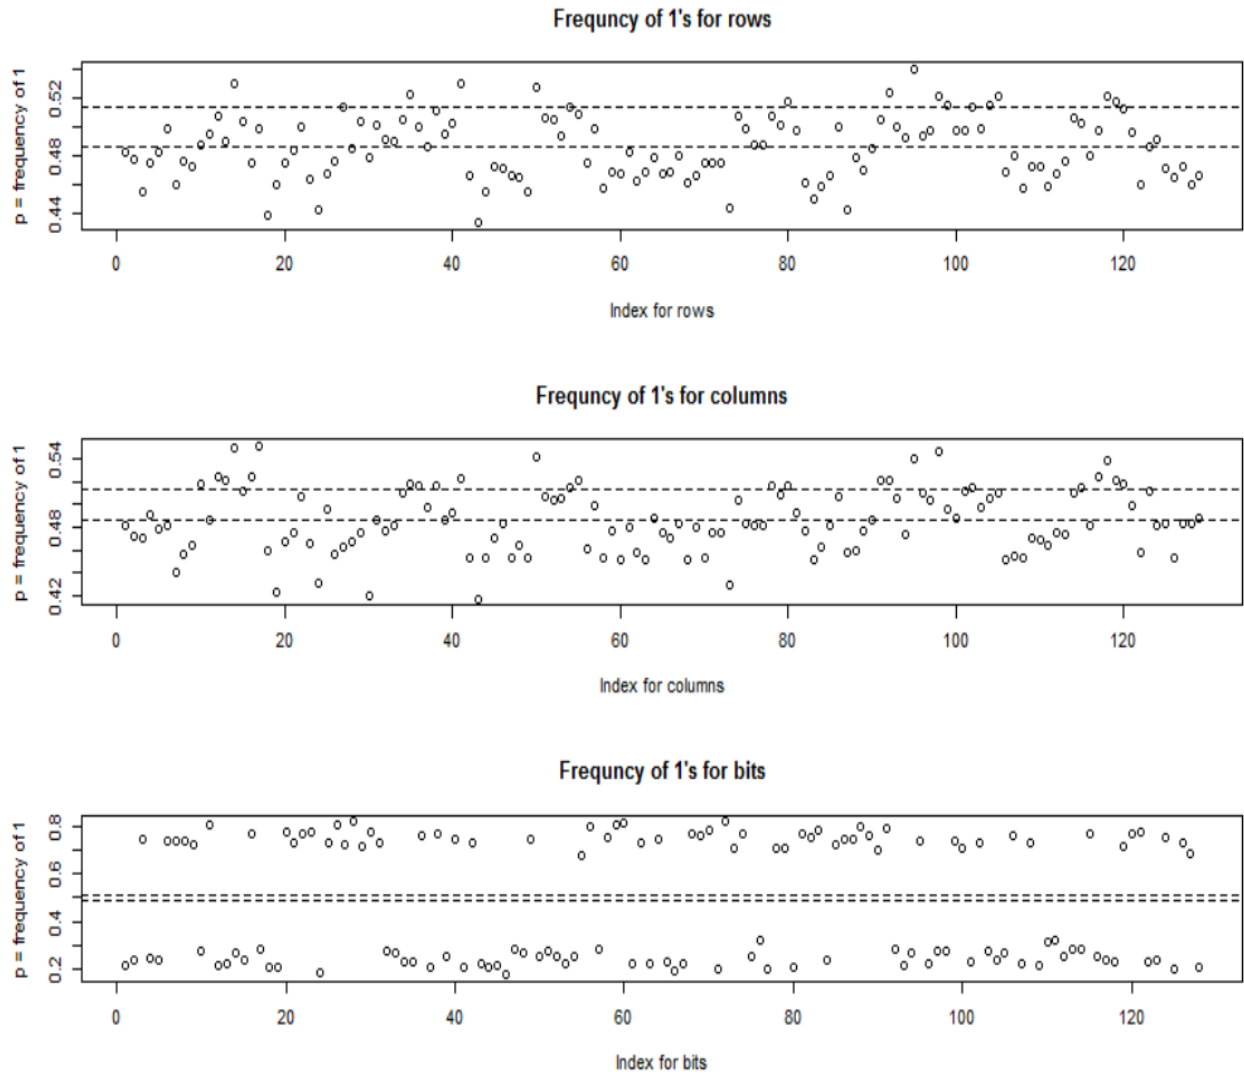 Frequncy of 1's for rows
p = frequency of 1
0.44 0.48 0.52
0 20 40 60 80 100 120
Index for rows
Frequncy of 1's for columns
p = frequency of 1
0.42 0.48 0.54
0 20 40 60 80 100 120
Index for columns
Frequncy of 1's for bits
p = frequency of 1
0.2 0.4 0.6 0.8
0 20 40 60 80 100 120
Index for bits